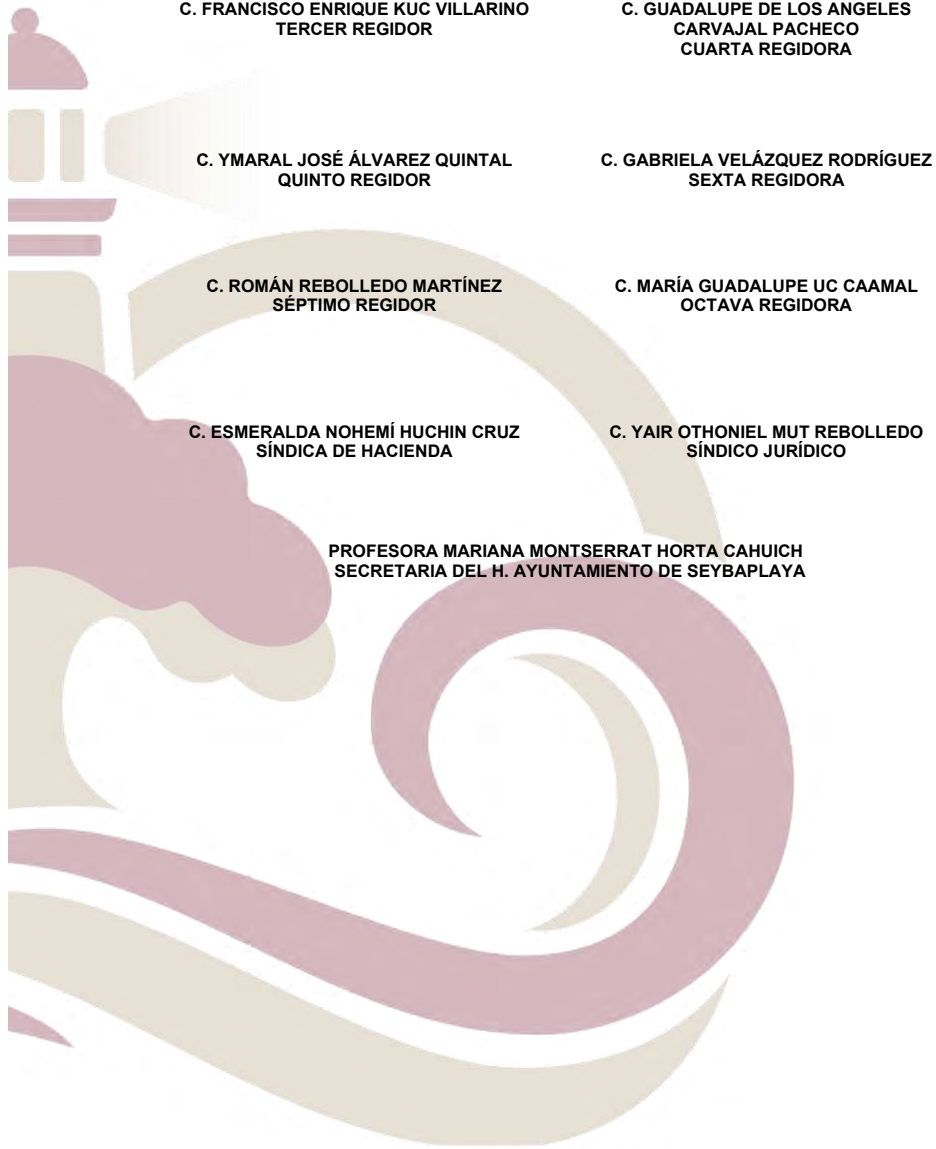 C. FRANCISCO ENRIQUE KUC VILLARINO
TERCER REGIDOR
C. GUADALUPE DE LOS ANGELES
CARVAJAL PACHECO
CUARTA REGIDORA
C. YMARAL JOSÉ ÁLVAREZ QUINTAL
QUINTO REGIDOR
C. GABRIELA VELÁZQUEZ RODRÍGUEZ
SEXTA REGIDORA
C. ROMÁN REBOLLEDO MARTÍNEZ
SÉPTIMO REGIDOR
C. MARÍA GUADALUPE UC CAAMAL
OCTAVA REGIDORA
C. ESMERALDA NOHEMÍ HUCHIN CRUZ
SÍNDICA DE HACIENDA
C. YAIR OTHONIEL MUT REBOLLEDO
SÍNDICO JURÍDICO
PROFESORA MARIANA MONTSERRAT HORTA CAHUICH
SECRETARIA DEL H. AYUNTAMIENTO DE SEYBAPLAYA